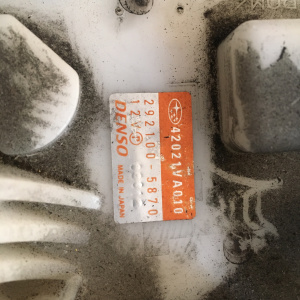 42021VA010
292100-5870
12V
DENSO
MADE IN JAPAN